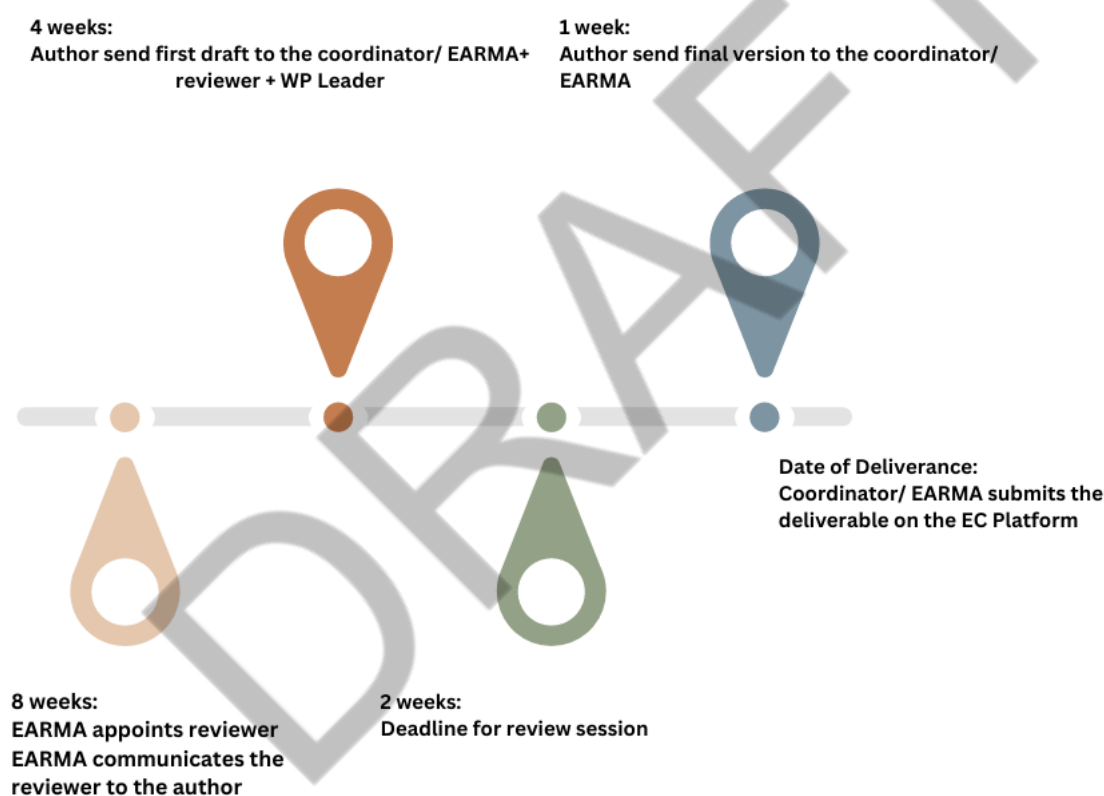 4 weeks:
Author send first draft to the coordinator/ EARMA+
reviewer + WP Leader
1 week:
Author send final version to the coordinator/
EARMA
Date of Deliverance:
Coordinator/ EARMA submits the
deliverable on the EC Platform
8 weeks:
EARMA appoints reviewer
EARMA communicates the
reviewer to the author
2 weeks:
Deadline for review session
DRAFT